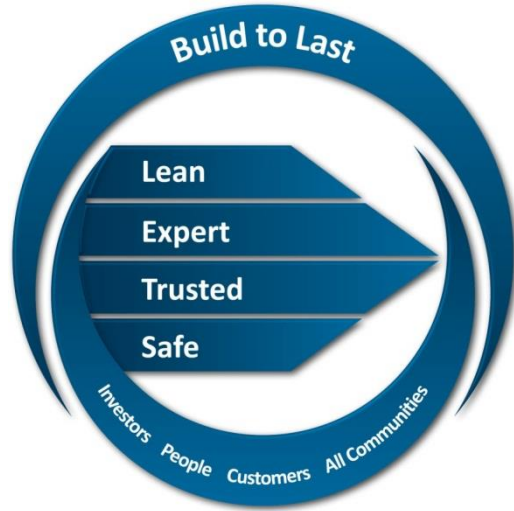 Build to Last
Lean
Expert
Trusted
Safe
Investors People Customers All Communities